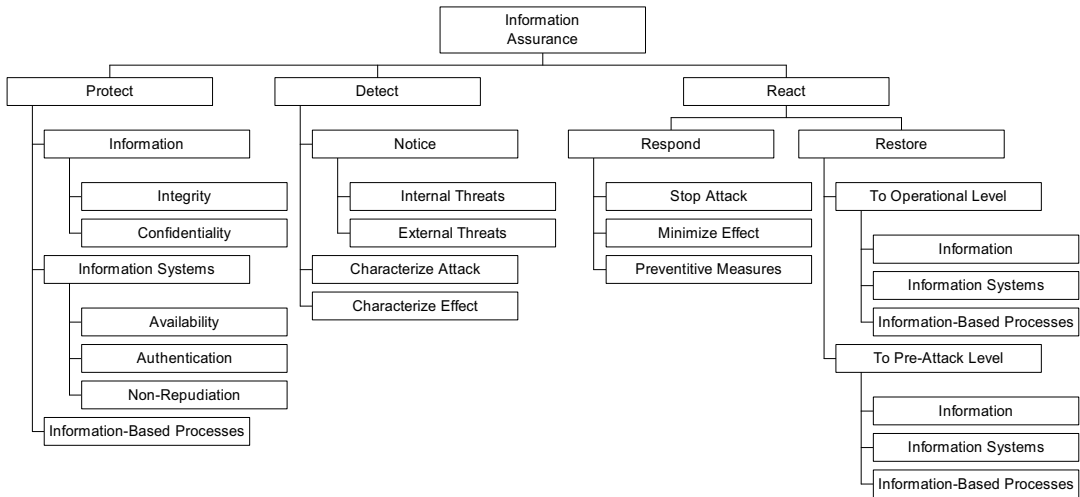 Information
Assurance
Protect
Detect
React
Information
Notice
Respond
Restore
Integrity
Internal Threats
Stop Attack
To Operational Level
Confidentiality
External Threats
Minimize Effect
Information
Information Systems
Characterize Attack
Preventitive Measures
Information Systems
Availability
Characterize Effect
Information-Based Processes
Authentication
To Pre-Attack Level
Non-Repudiation
Information
Information-Based Processes
Information Systems
Information-Based Processes